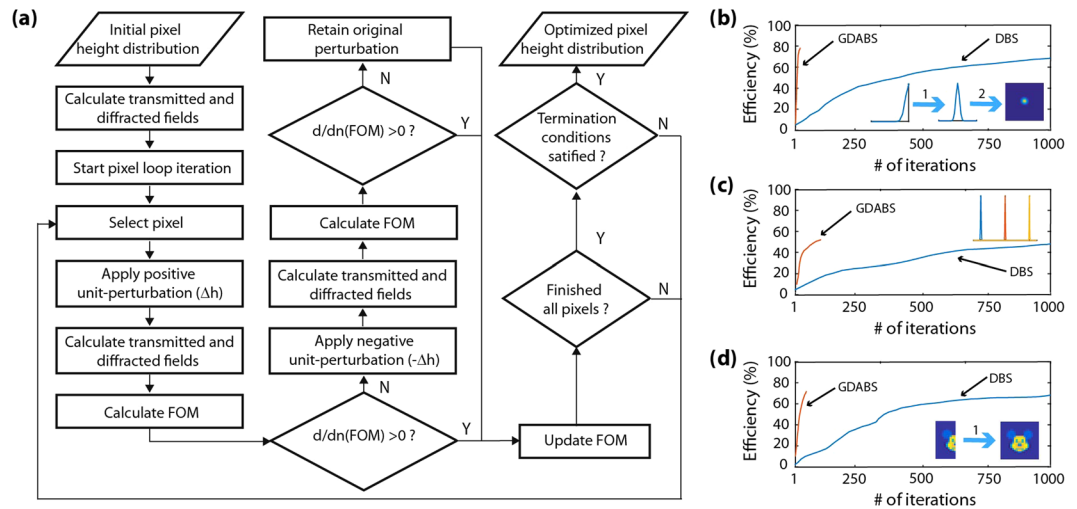 (a)
Initial pixel
height distribution
Calculate transmitted and
diffracted fields
Start pixel loop iteration
Select pixel
Apply positive
unit-perturbation (Δh)
Calculate transmitted and
diffracted fields
Calculate FOM
Retain original
perturbation
N
d/dn(FOM) >0 ?
Y
Calculate FOM
Calculate transmitted and
diffracted fields
Apply negative
unit-perturbation (-Δh)
N
d/dn(FOM) >0 ?
Y
Optimized pixel
height distribution
Y
Termination
conditions
satified ?
N
Y
Finished
all pixels ?
N
Update FOM
(b)
Efficiency (%)
100
80
60
40
20
0
GDABS
DBS
1
2
1
250
500
750
1000
# of iterations
(c)
Efficiency (%)
100
80
60
40
20
0
GDABS
DBS
1
250
500
750
1000
# of iterations
(d)
Efficiency (%)
100
80
60
40
20
0
GDABS
DBS
1
1
250
500
750
1000
# of iterations